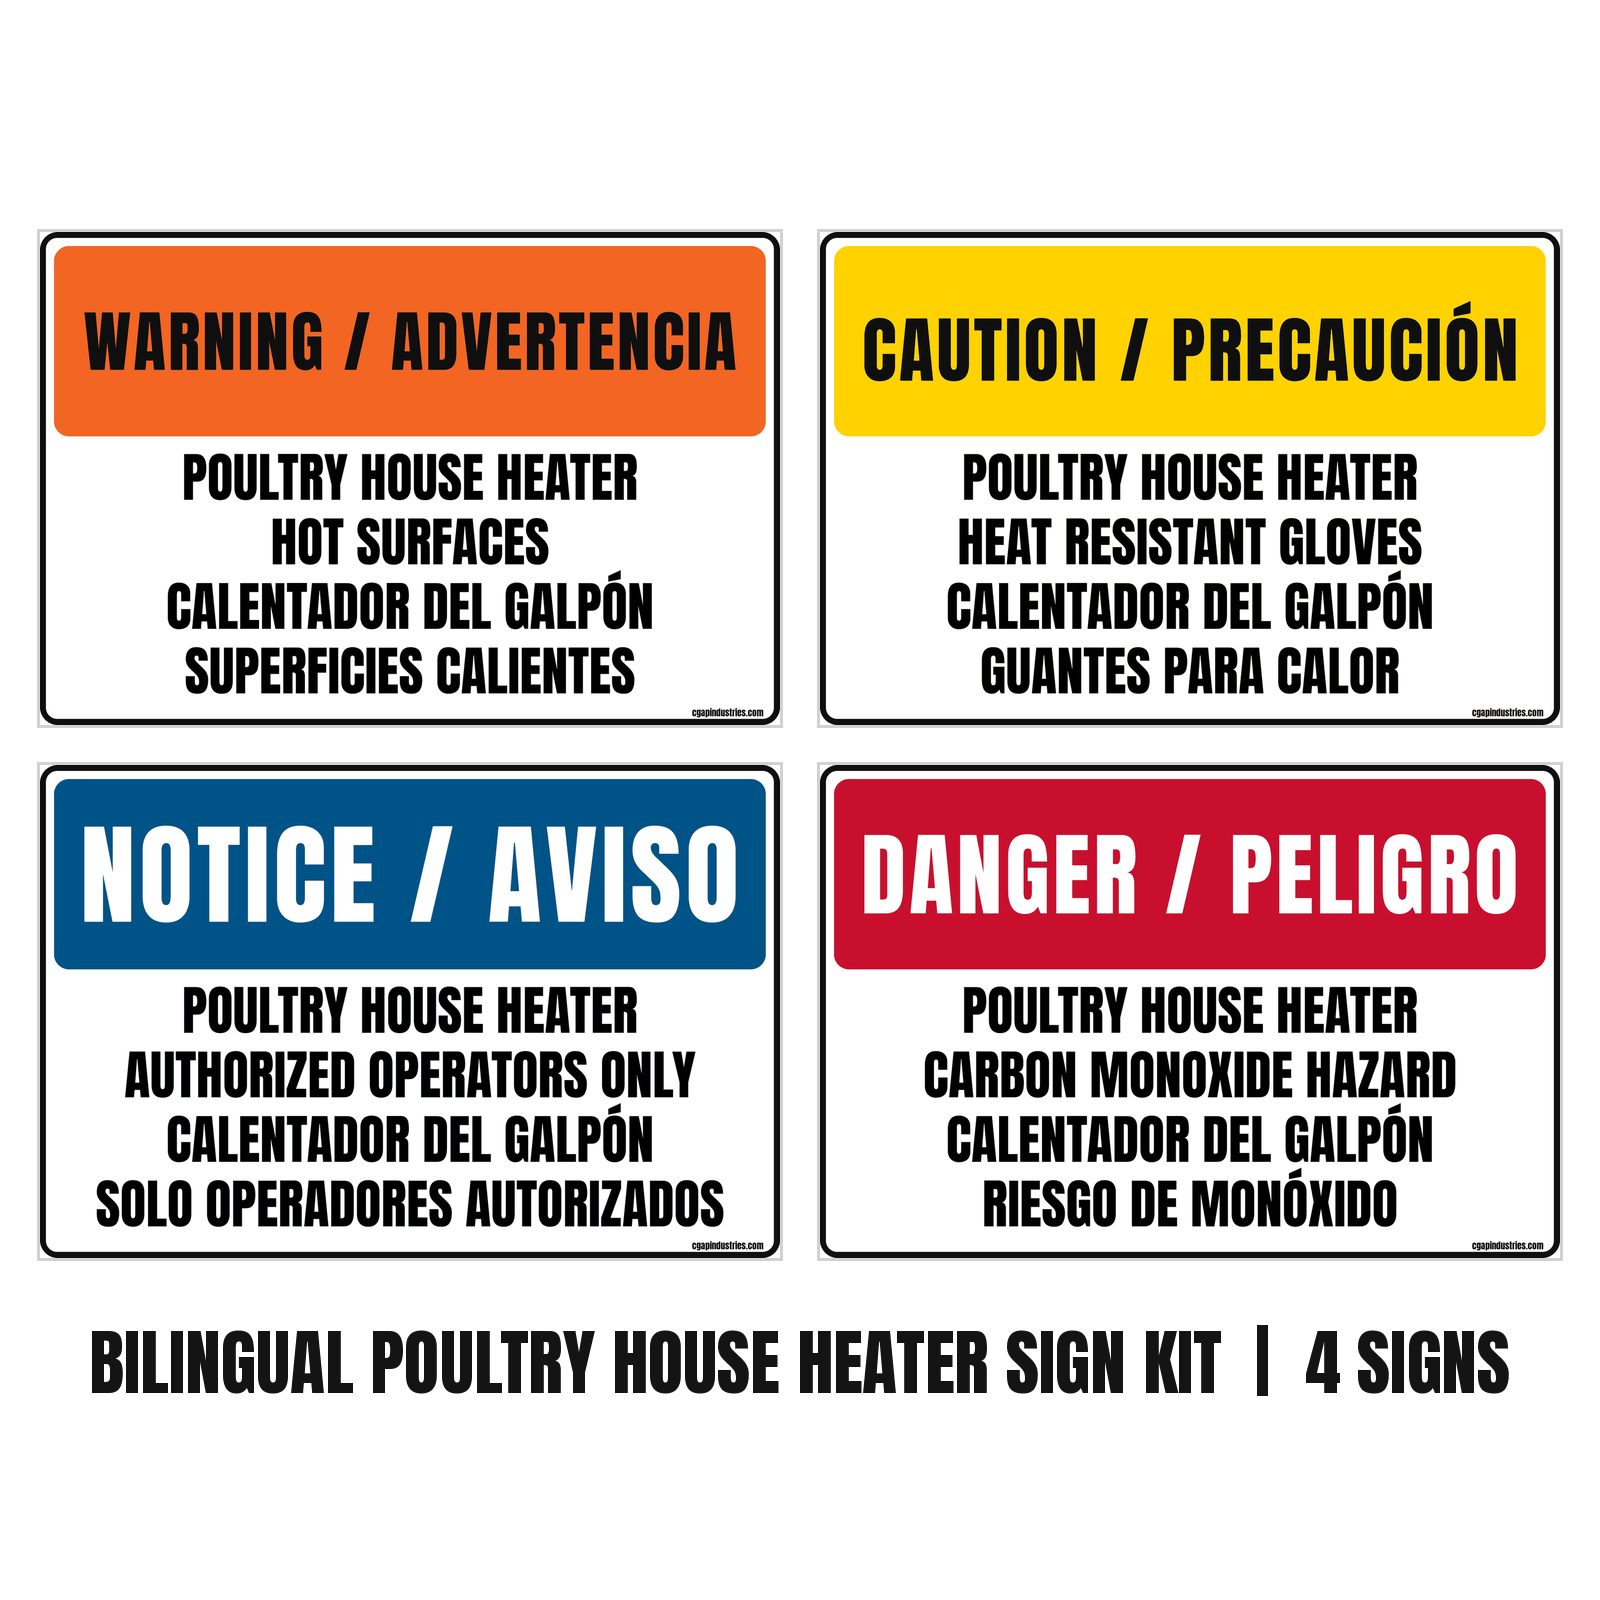 WARNING / ADVERTENCIA
POULTRY HOUSE HEATER
HOT SURFACES
CALENTADOR DEL GALPÓN
SUPERFICIES CALIENTES
cgapindustries.com
CAUTION / PRECAUCIÓN
POULTRY HOUSE HEATER
HEAT RESISTANT GLOVES
CALENTADOR DEL GALPÓN
GUANTES PARA CALOR
cgapindustries.com
NOTICE / AVISO
POULTRY HOUSE HEATER
AUTHORIZED OPERATORS ONLY
CALENTADOR DEL GALPÓN
SOLO OPERADORES AUTORIZADOS
cgapindustries.com
DANGER / PELIGRO
POULTRY HOUSE HEATER
CARBON MONOXIDE HAZARD
CALENTADOR DEL GALPÓN
RIESGO DE MONÓXIDO
cgapindustries.com
BILINGUAL POULTRY HOUSE HEATER SIGN KIT | 4 SIGNS